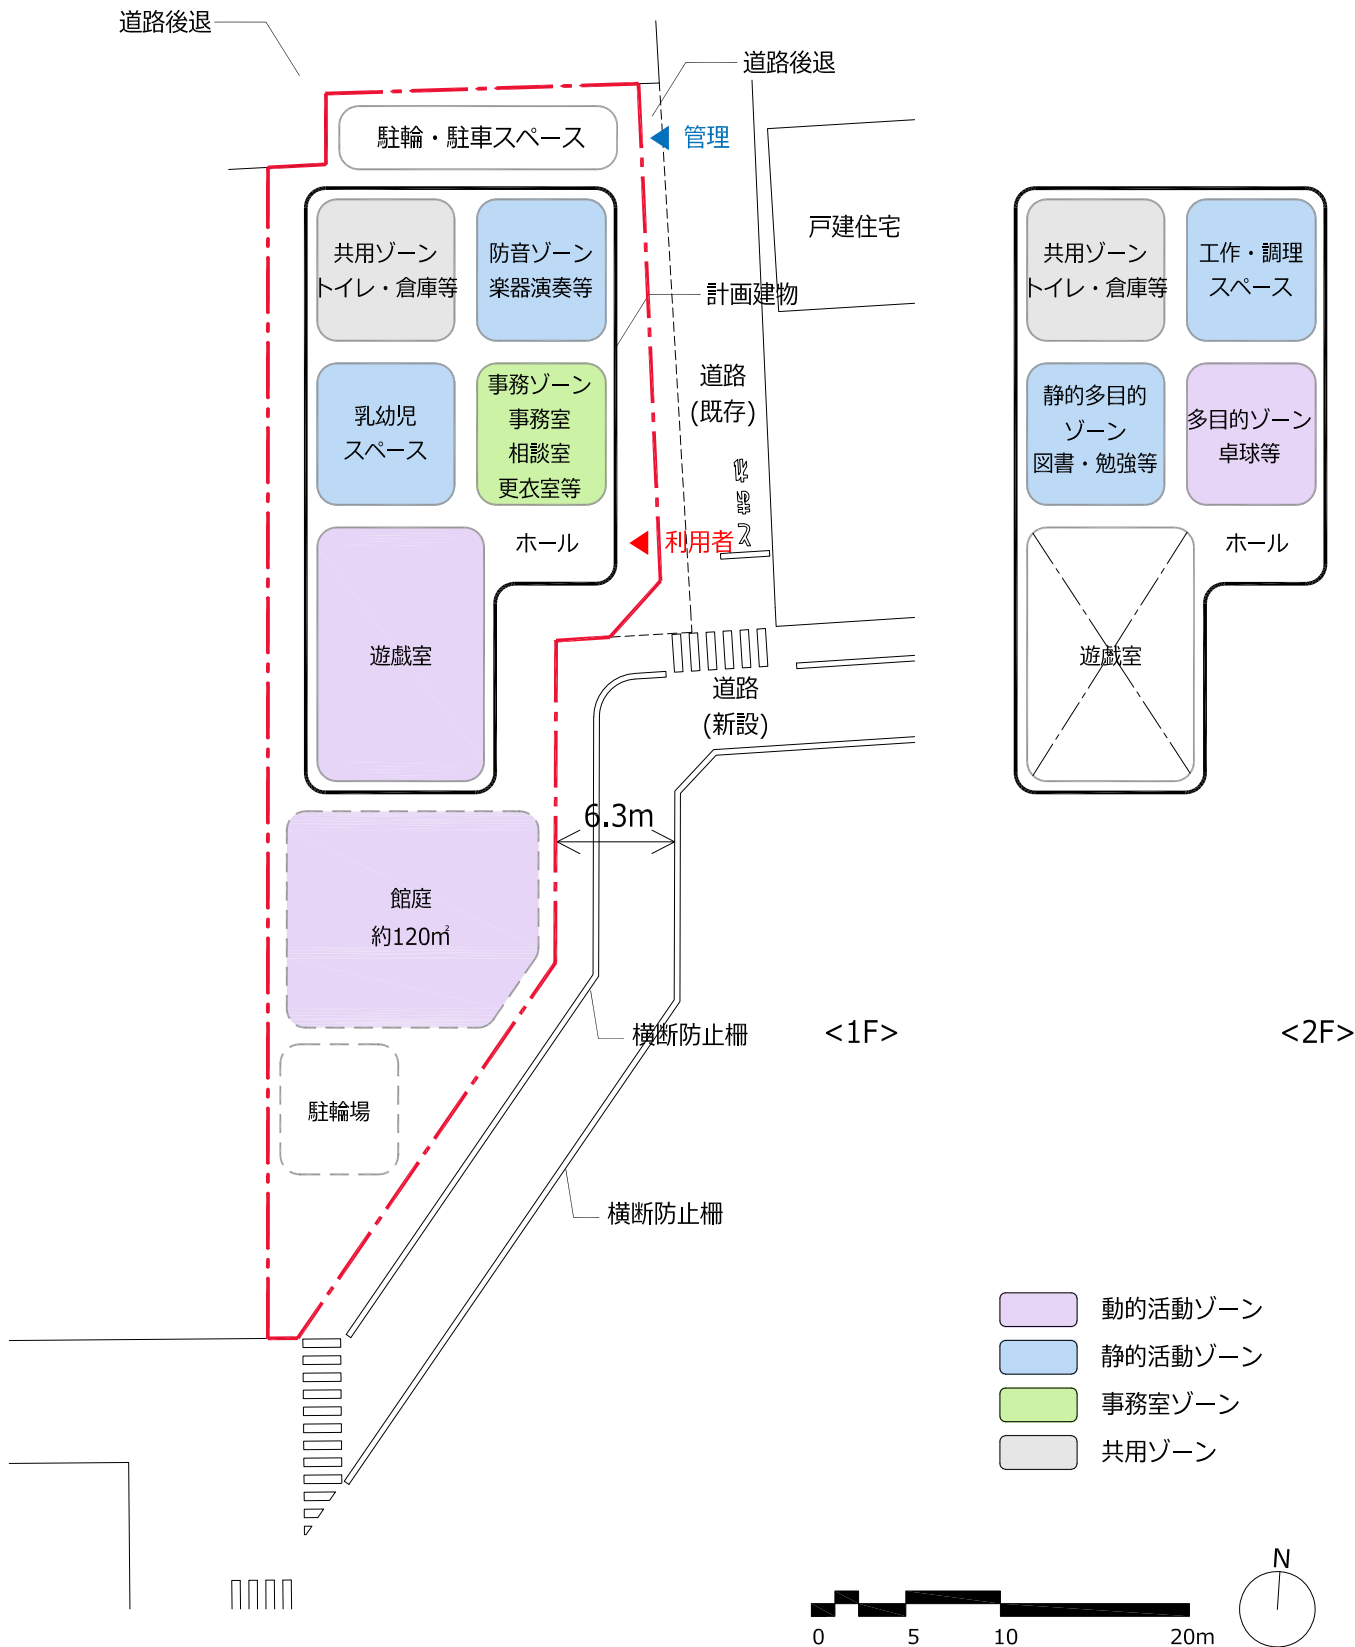 道路後退
道路後退
駐輪・駐車スペース
管理
共用ゾーン
トイレ・倉庫等
防音ゾーン
楽器演奏等
戸建住宅
計画建物
乳幼児
スペース
事務ゾーン
事務室
相談室
更衣室等
道路
(既存)
止まれ
ホール
利用者
遊戯室
道路
(新設)
6.3m
館庭
約120㎡
横断防止柵
駐輪場
横断防止柵
<1F>
共用ゾーン
トイレ・倉庫等
工作・調理
スペース
静的多目的
ゾーン
図書・勉強等
多目的ゾーン
卓球等
ホール
遊戯室
<2F>
動的活動ゾーン
静的活動ゾーン
事務室ゾーン
共用ゾーン
N
0 5 10 20m